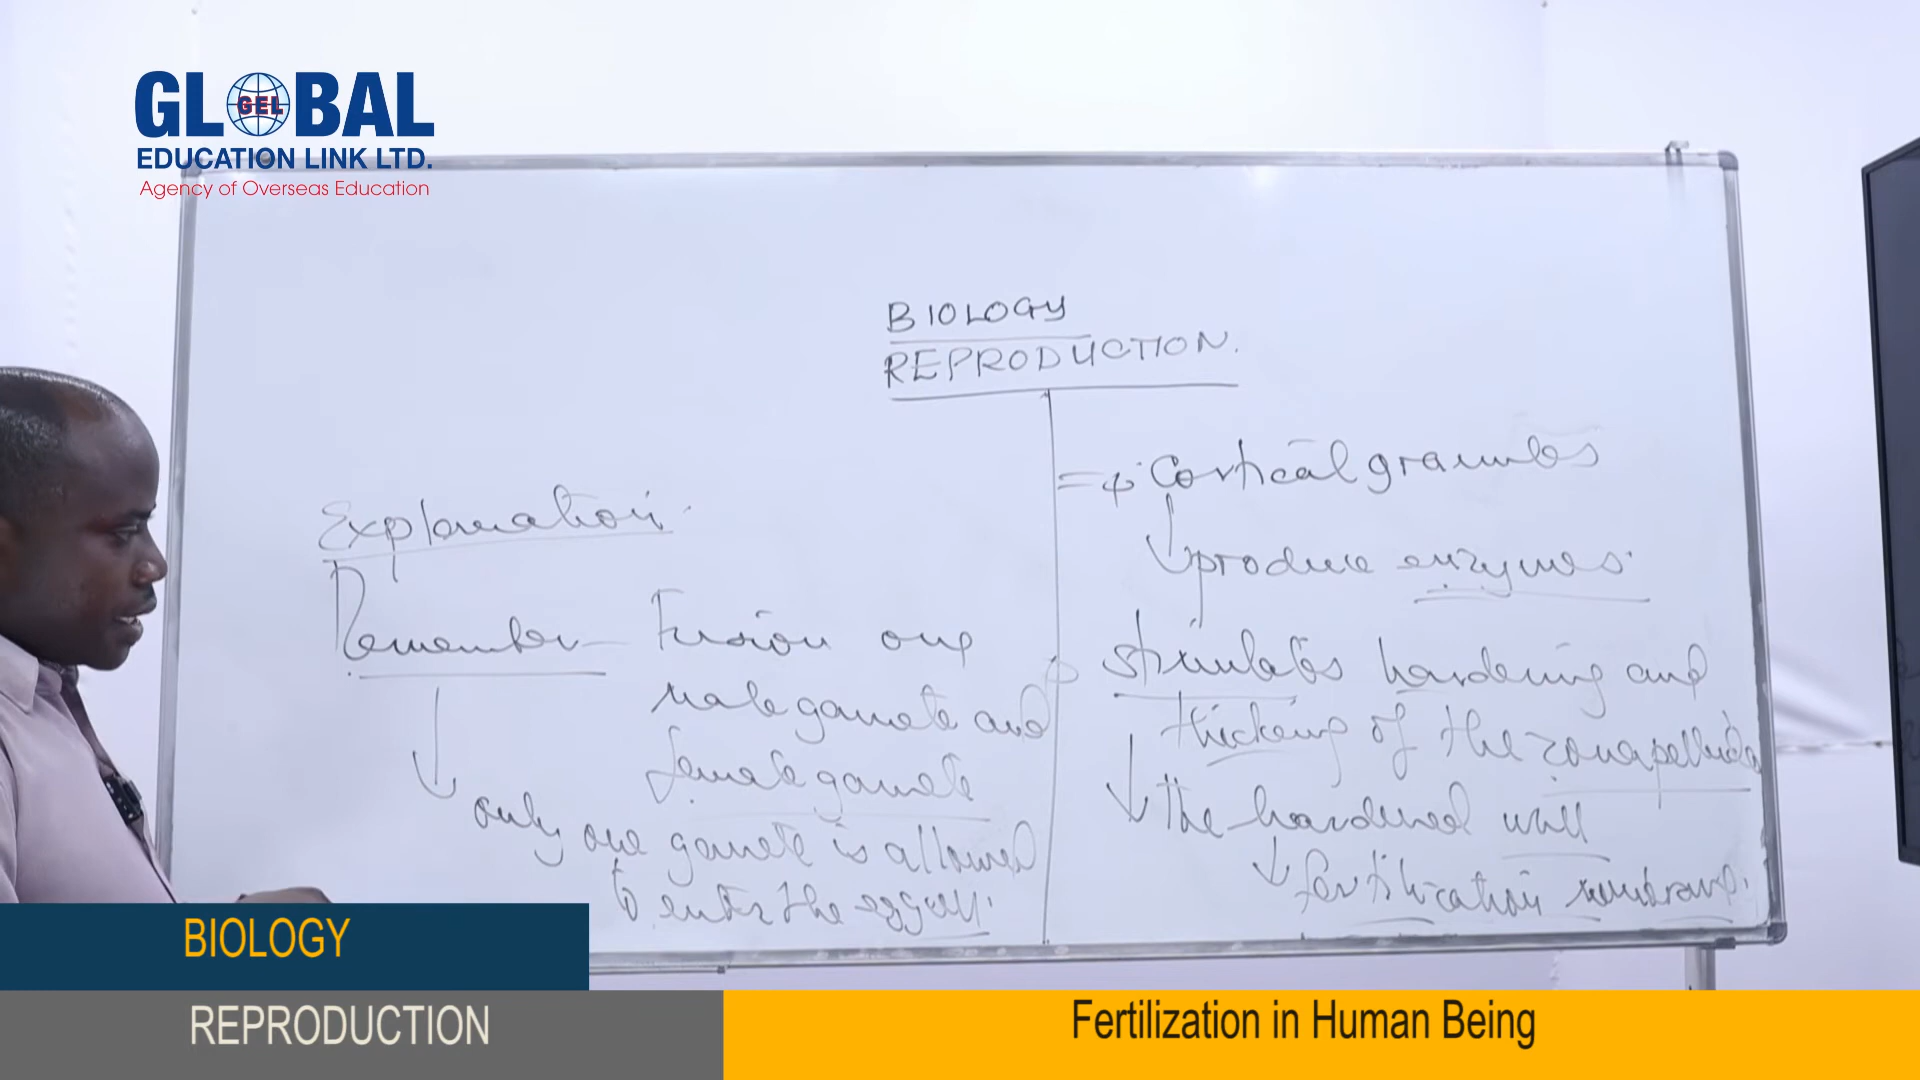 GLOBAL
GEL
EDUCATION LINK LTD.
Agency of Overseas Education
BIOLOGY
REPRODUCTION.
Explanation.
Remember - Fusion one
male gamete and
female gamete
only one gamete is allowed
to enter the egg cell.
Cortical granules
produce enzymes.
stimulates hardening and
thicking of the zona pellucida
the hardened wall
fertilization membrane.
BIOLOGY
REPRODUCTION
Fertilization in Human Being